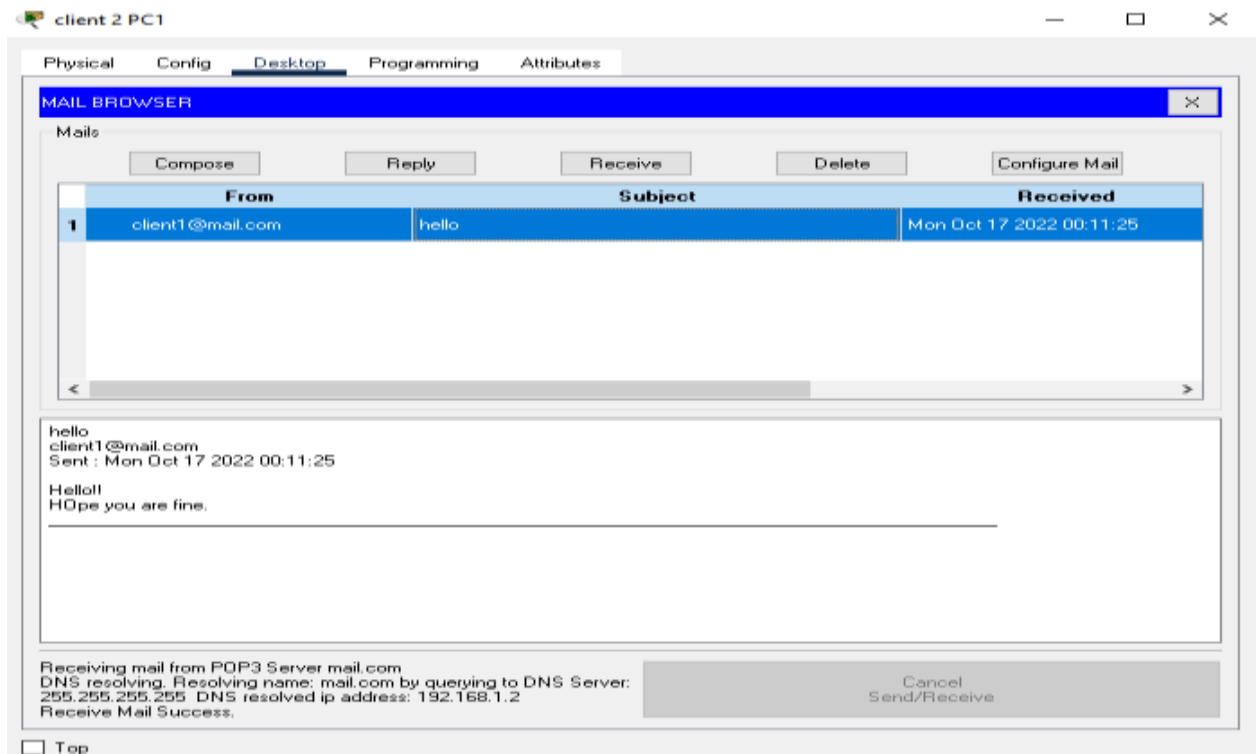 client 2 PC1
Physical Config Desktop Programming Attributes
MAIL BROWSER
Mails
Compose Reply Receive Delete Configure Mail
From Subject Received
1 client1@mail.com hello Mon Oct 17 2022 00:11:25
hello
client1@mail.com
Sent : Mon Oct 17 2022 00:11:25
Hello!!
HOpe you are fine.
Receiving mail from POP3 Server mail.com
DNS resolving. Resolving name: mail.com by querying to DNS Server:
255.255.255.255 DNS resolved ip address: 192.168.1.2
Receive Mail Success.
Cancel
Send/Receive
Top